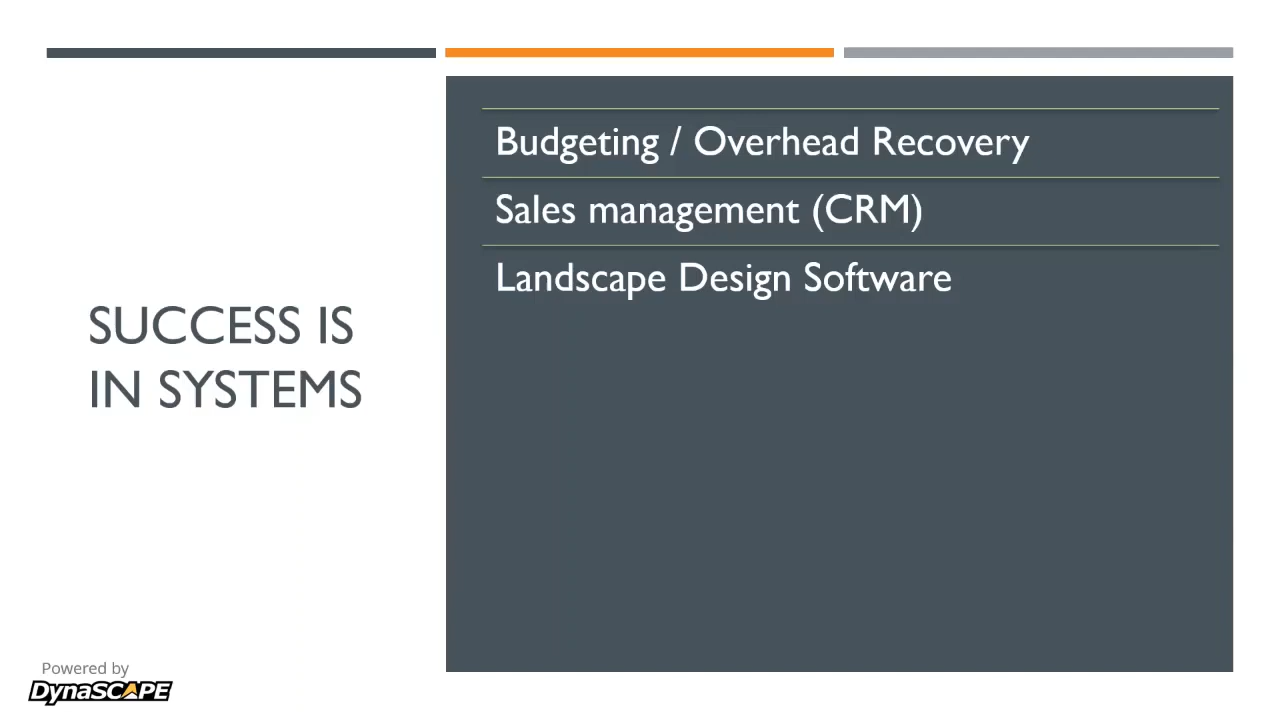 SUCCESS IS
IN SYSTEMS
Budgeting / Overhead Recovery
Sales management (CRM)
Landscape Design Software
Powered by
DynaSCAPE